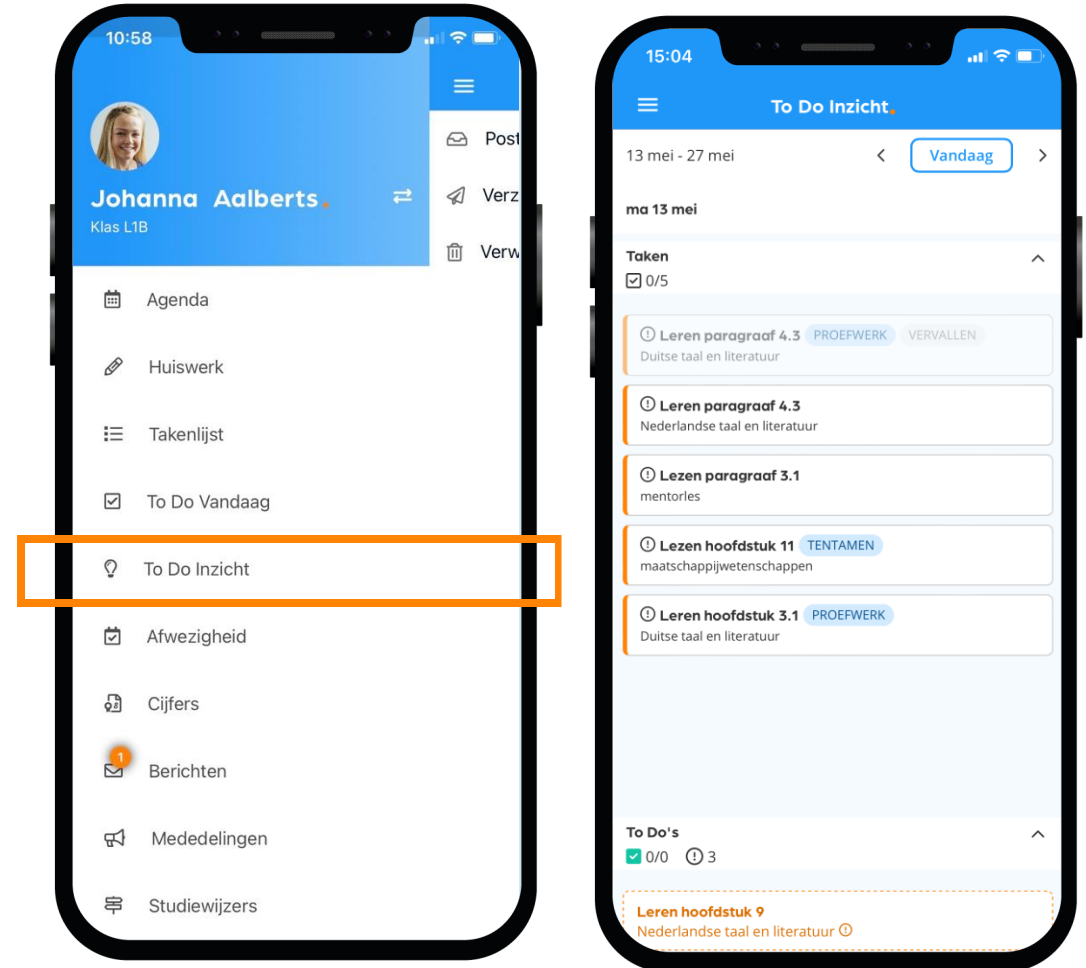 10:58
Post
Verz
Verw
Johanna Aalberts.
Klas L1B
Agenda
Huiswerk
Takenlijst
To Do Vandaag
To Do Inzicht
Afwezigheid
Cijfers
1
Berichten
Mededelingen
Studiewijzers
15:04
To Do Inzicht.
13 mei - 27 mei
Vandaag
ma 13 mei
Taken
0/5
Leren paragraaf 4.3 PROEFWERK VERVALLEN
Duitse taal en literatuur
Leren paragraaf 4.3
Nederlandse taal en literatuur
Lezen paragraaf 3.1
mentorles
Lezen hoofdstuk 11 TENTAMEN
maatschappijwetenschappen
Leren hoofdstuk 3.1 PROEFWERK
Duitse taal en literatuur
To Do's
0/0 3
Leren hoofdstuk 9
Nederlandse taal en literatuur